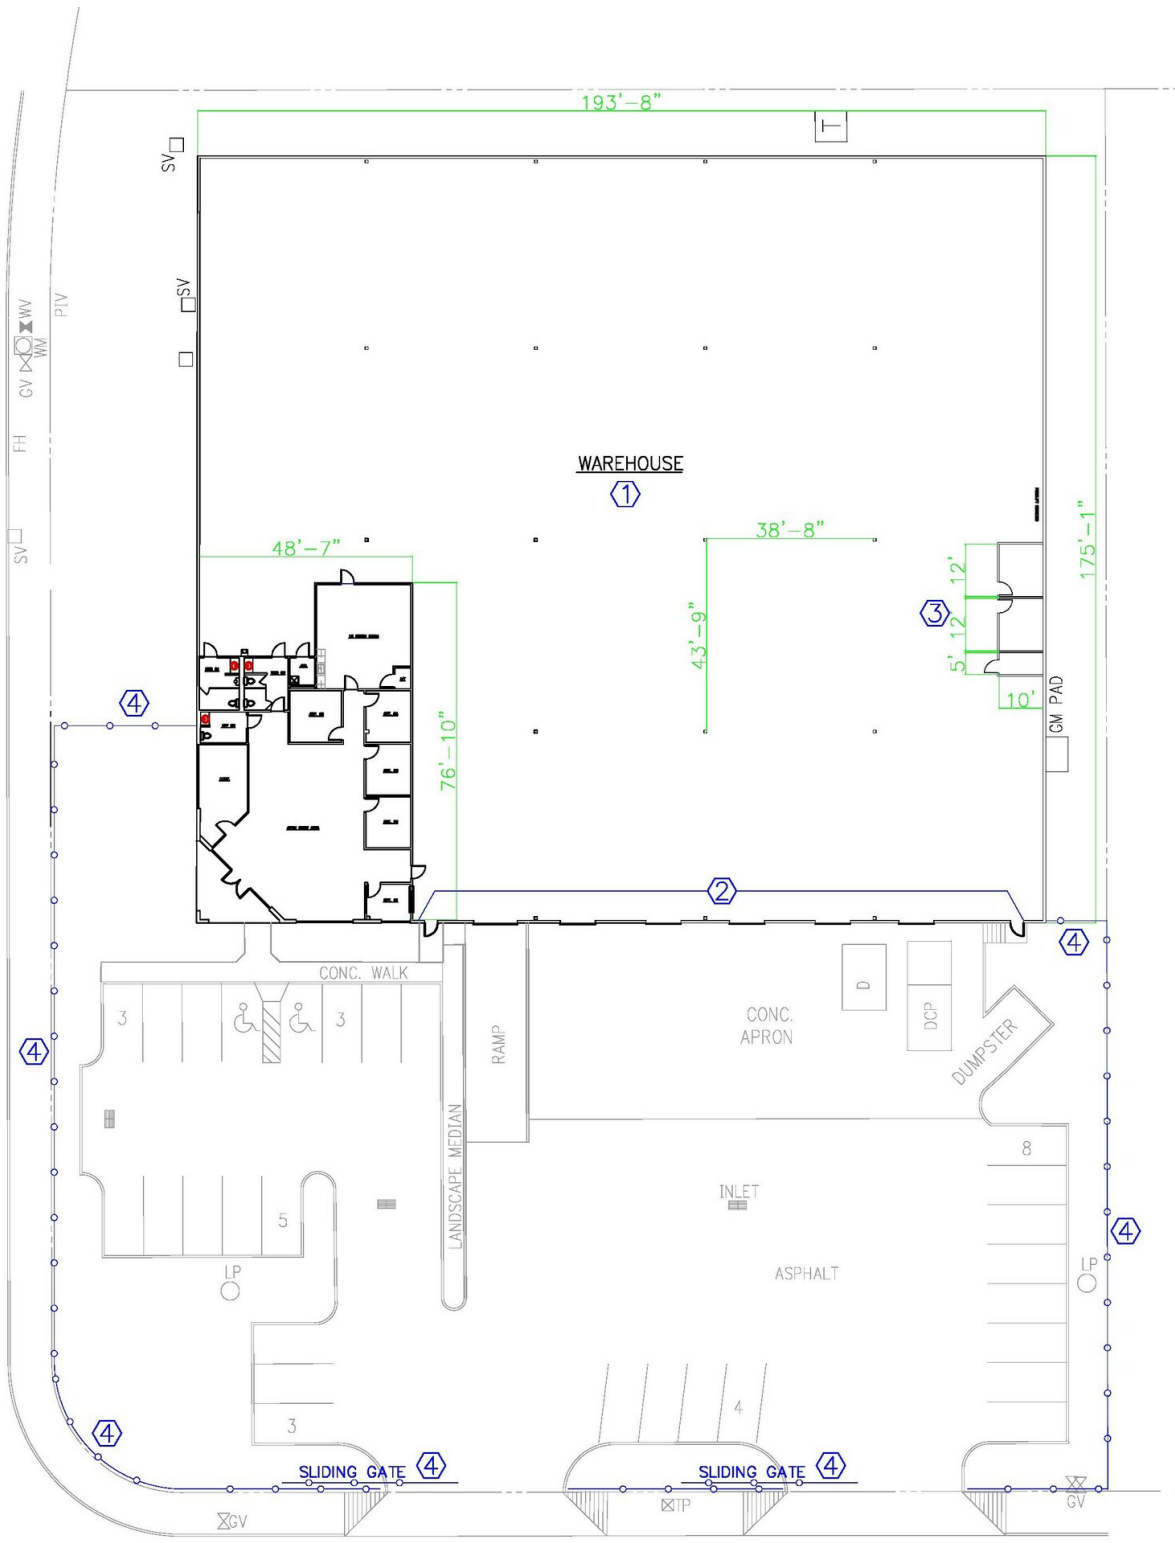 193'-8"
T
SV
SV
PIV
WV
WM
GV
FH
SV
WAREHOUSE
1
38'-8"
48'-7"
43'-9"
76'-10"
175'-1"
12'
3
12'
5'
10'
GM PAD
4
2
4
CONC. WALK
3
3
RAMP
CONC.
APRON
D
DCP
DUMPSTER
4
LANDSCAPE MEDIAN
8
5
INLET
4
LP
ASPHALT
LP
3
4
4
SLIDING GATE 4
SLIDING GATE 4
GV
TP
GV